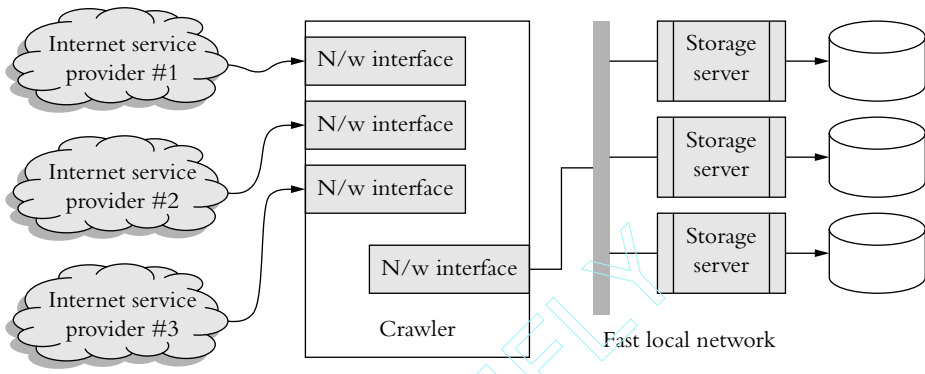 Internet service
provider #1
Internet service
provider #2
Internet service
provider #3
N/w interface
N/w interface
N/w interface
N/w interface
Crawler
Storage
server
Storage
server
Storage
server
Fast local network